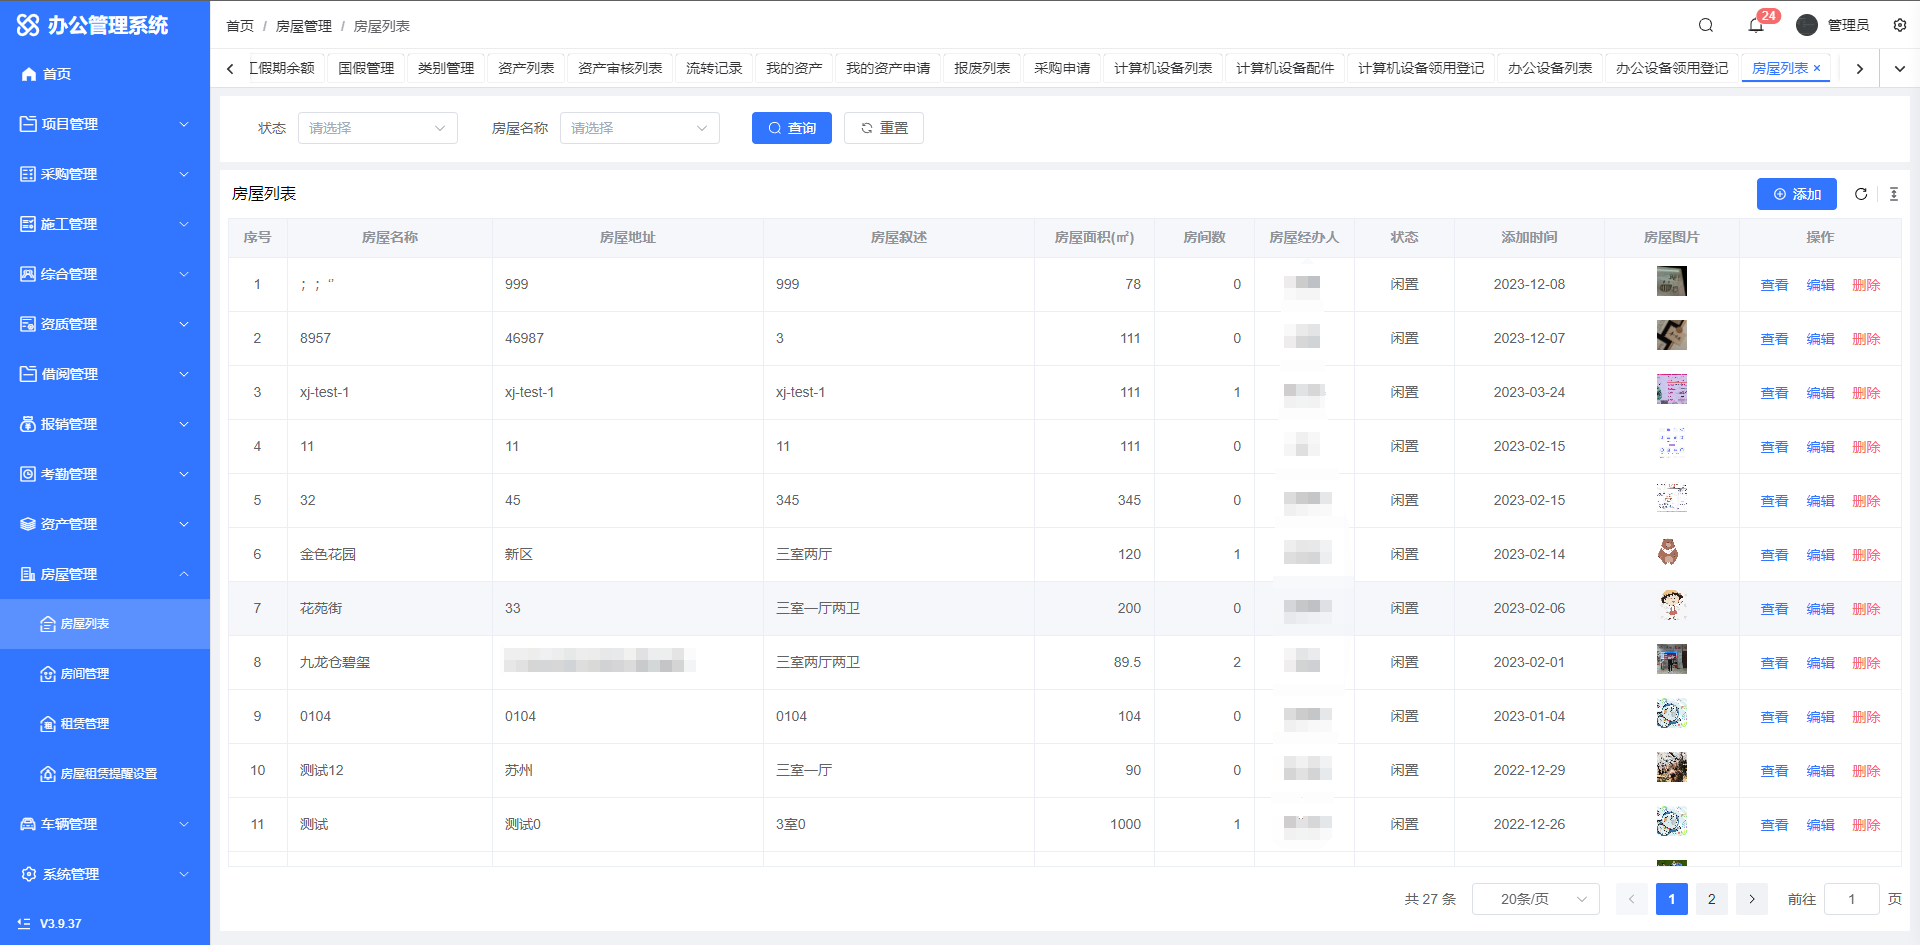 办公管理系统
首页
项目管理
采购管理
施工管理
综合管理
资质管理
借阅管理
报销管理
考勤管理
资产管理
房屋管理
房屋列表
房间管理
租赁管理
房屋租赁提醒设置
车辆管理
系统管理
V3.9.37
首页 / 房屋管理 / 房屋列表
24 管理员
假期余额 国假管理 类别管理 资产列表 资产审核列表 流转记录 我的资产 我的资产申请 报废列表 采购申请 计算机设备列表 计算机设备配件 计算机设备领用登记 办公设备列表 办公设备领用登记 房屋列表 ×
状态 请选择 房屋名称 请选择 查询 重置
房屋列表 添加
序号 房屋名称 房屋地址 房屋叙述 房屋面积(㎡) 房间数 房屋经办人 状态 添加时间 房屋图片 操作
1 ；；“ 999 999 78 0 闲置 2023-12-08 查看 编辑 删除
2 8957 46987 3 111 0 闲置 2023-12-07 查看 编辑 删除
3 xj-test-1 xj-test-1 xj-test-1 111 1 闲置 2023-03-24 查看 编辑 删除
4 11 11 11 111 0 闲置 2023-02-15 查看 编辑 删除
5 32 45 345 345 0 闲置 2023-02-15 查看 编辑 删除
6 金色花园 新区 三室两厅 120 1 闲置 2023-02-14 查看 编辑 删除
7 花苑街 33 三室一厅两卫 200 0 闲置 2023-02-06 查看 编辑 删除
8 九龙仓碧玺 三室两厅两卫 89.5 2 闲置 2023-02-01 查看 编辑 删除
9 0104 0104 0104 104 0 闲置 2023-01-04 查看 编辑 删除
10 测试12 苏州 三室一厅 90 0 闲置 2022-12-29 查看 编辑 删除
11 测试 测试0 3室0 1000 1 闲置 2022-12-26 查看 编辑 删除
共 27 条 20条/页 1 2 前往 1 页